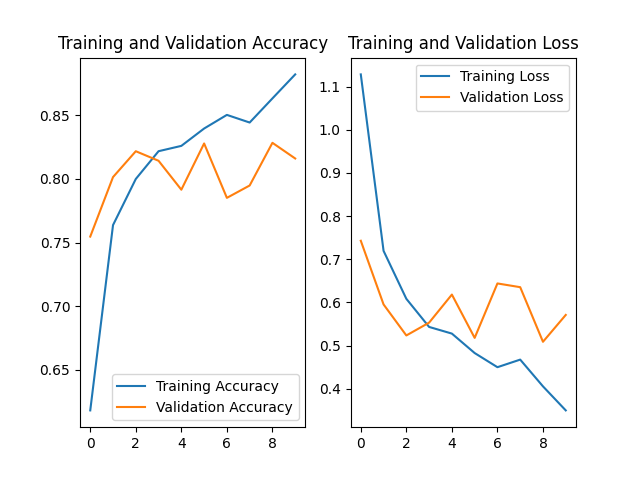 Training and Validation Accuracy
0.85
0.80
0.75
0.70
0.65
0 2 4 6 8
Training Accuracy
Validation Accuracy
Training and Validation Loss
1.1
1.0
0.9
0.8
0.7
0.6
0.5
0.4
0 2 4 6 8
Training Loss
Validation Loss